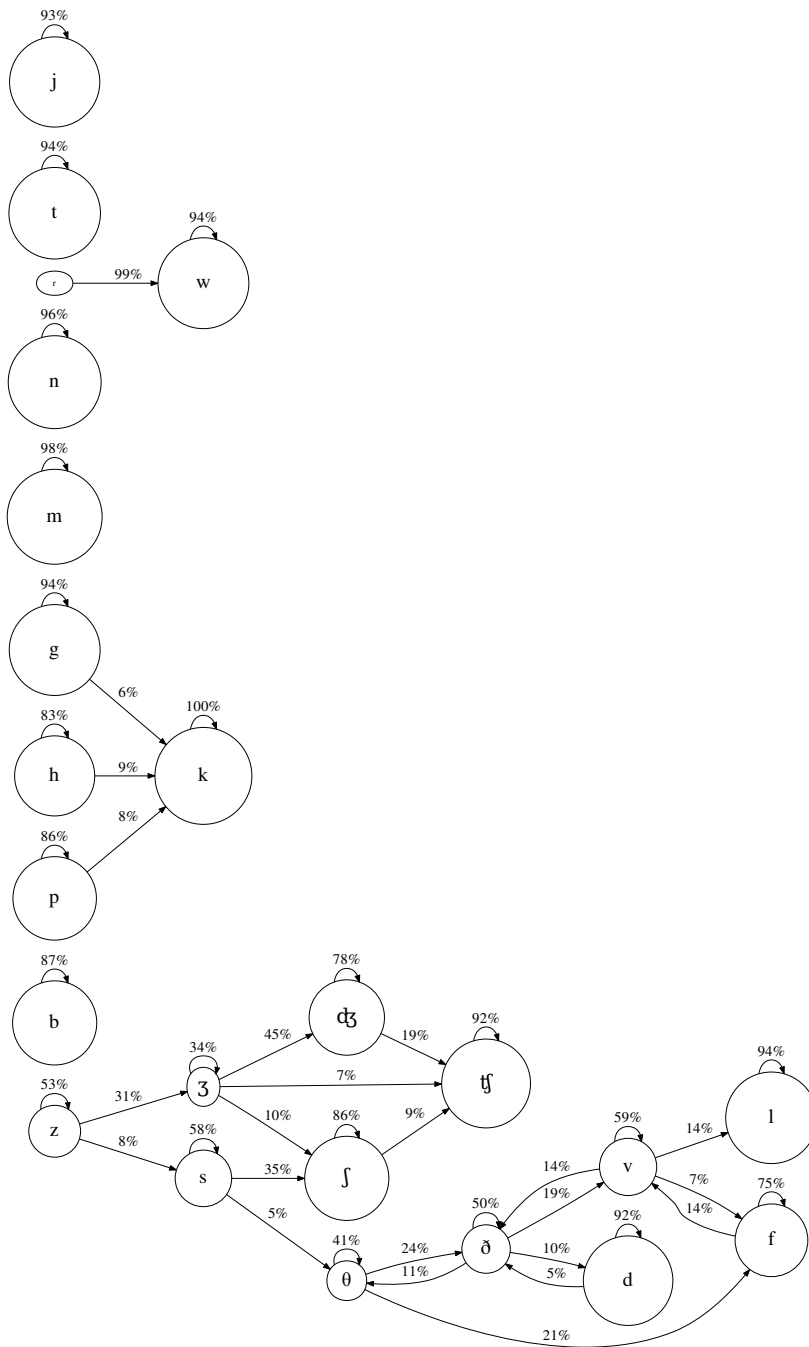 93%
j
94%
t
94%
r
99%
w
96%
n
98%
m
94%
g
6%
100%
83%
h
9%
k
8%
86%
p
87%
b
78%
ʤ
45%
19%
92%
34%
ʒ
7%
ʧ
53%
31%
z
10%
86%
9%
8%
58%
s
35%
ʃ
5%
94%
l
59%
14%
v
14%
7%
75%
19%
14%
f
50%
ð
41%
24%
11%
θ
10%
92%
5%
d
21%